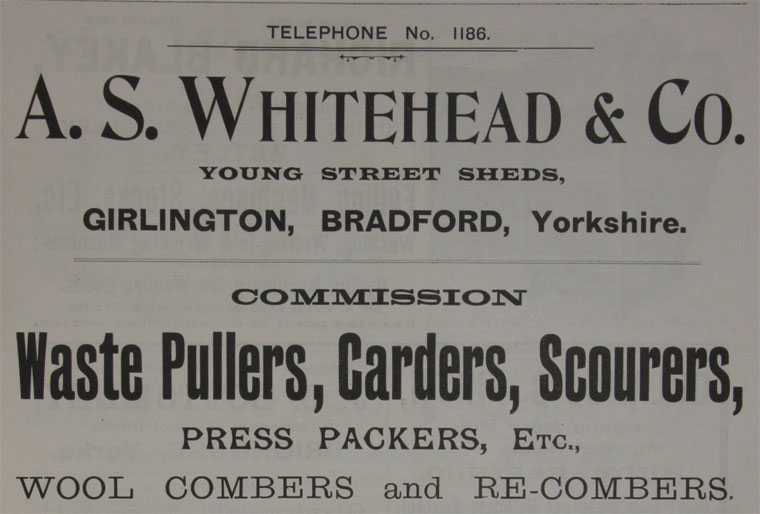 TELEPHONE No. 1186.
A. S. WHITEHEAD & Co.
YOUNG STREET SHEDS,
GIRLINGTON, BRADFORD, Yorkshire.
COMMISSION
Waste Pullers, Carders, Scourers,
PRESS PACKERS, ETC.,
WOOL COMBERS and RE-COMBERS.